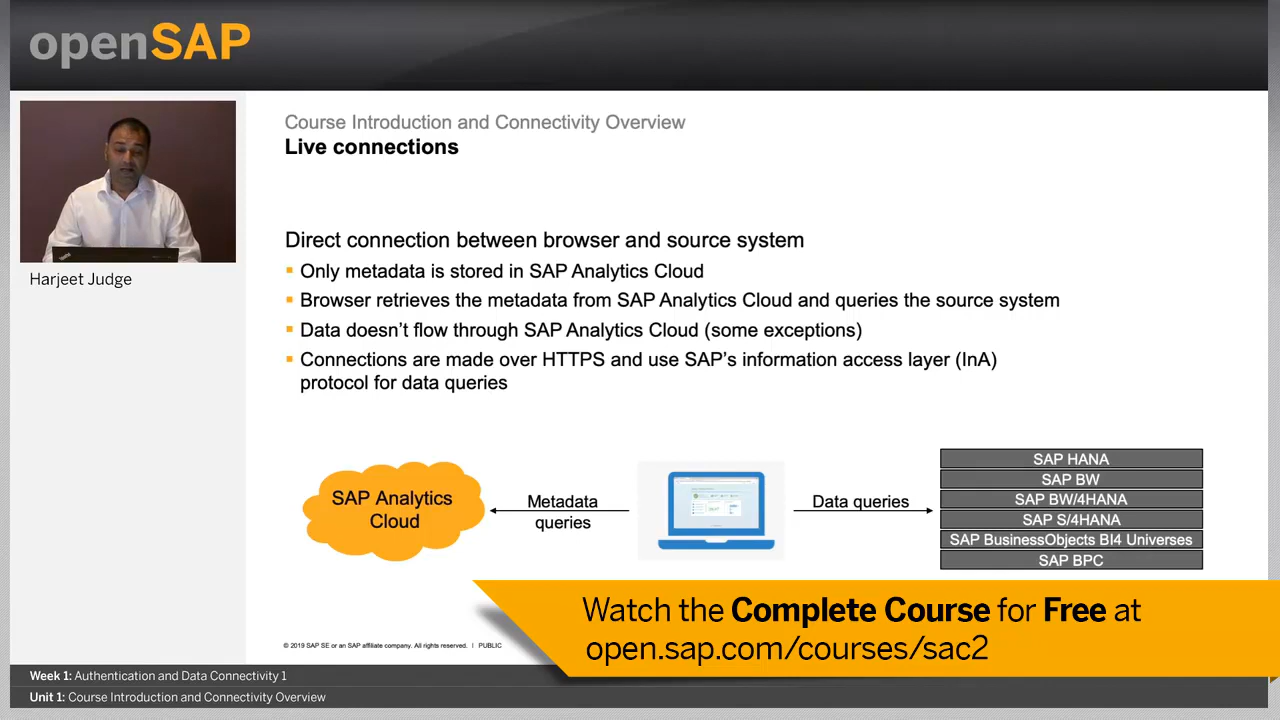 openSAP
Course Introduction and Connectivity Overview
Live connections
Harjeet Judge
Direct connection between browser and source system
Only metadata is stored in SAP Analytics Cloud
Browser retrieves the metadata from SAP Analytics Cloud and queries the source system
Data doesn't flow through SAP Analytics Cloud (some exceptions)
Connections are made over HTTPS and use SAP's information access layer (InA)
protocol for data queries
SAP Analytics
Cloud
Metadata
queries
Data queries
SAP HANA
SAP BW
SAP BW/4HANA
SAP S/4HANA
SAP BusinessObjects BI4 Universes
SAP BPC
Watch the Complete Course for Free at
open.sap.com/courses/sac2
© 2019 SAP SE or an SAP affiliate company. All rights reserved. | PUBLIC
Week 1: Authentication and Data Connectivity 1
Unit 1: Course Introduction and Connectivity Overview